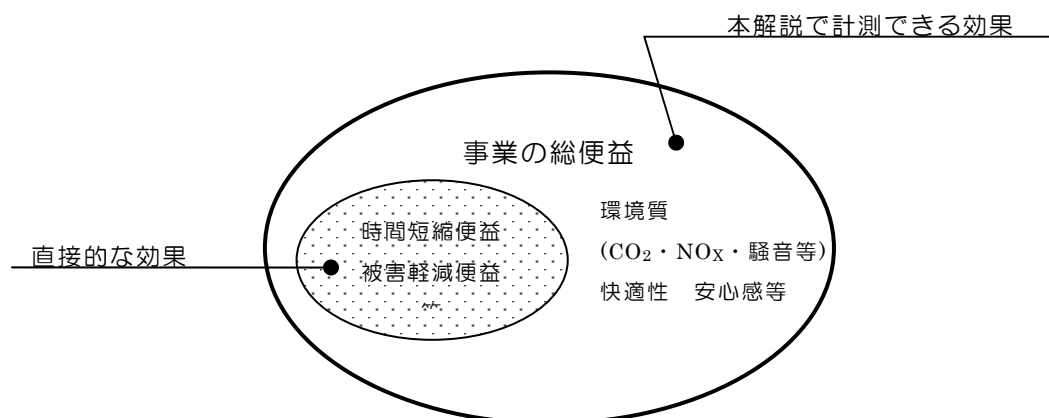 本解説で計測できる効果
事業の総便益
環境質
(CO₂・NOx・騒音等)
快適性 安心感等
時間短縮便益
被害軽減便益
直接的な効果